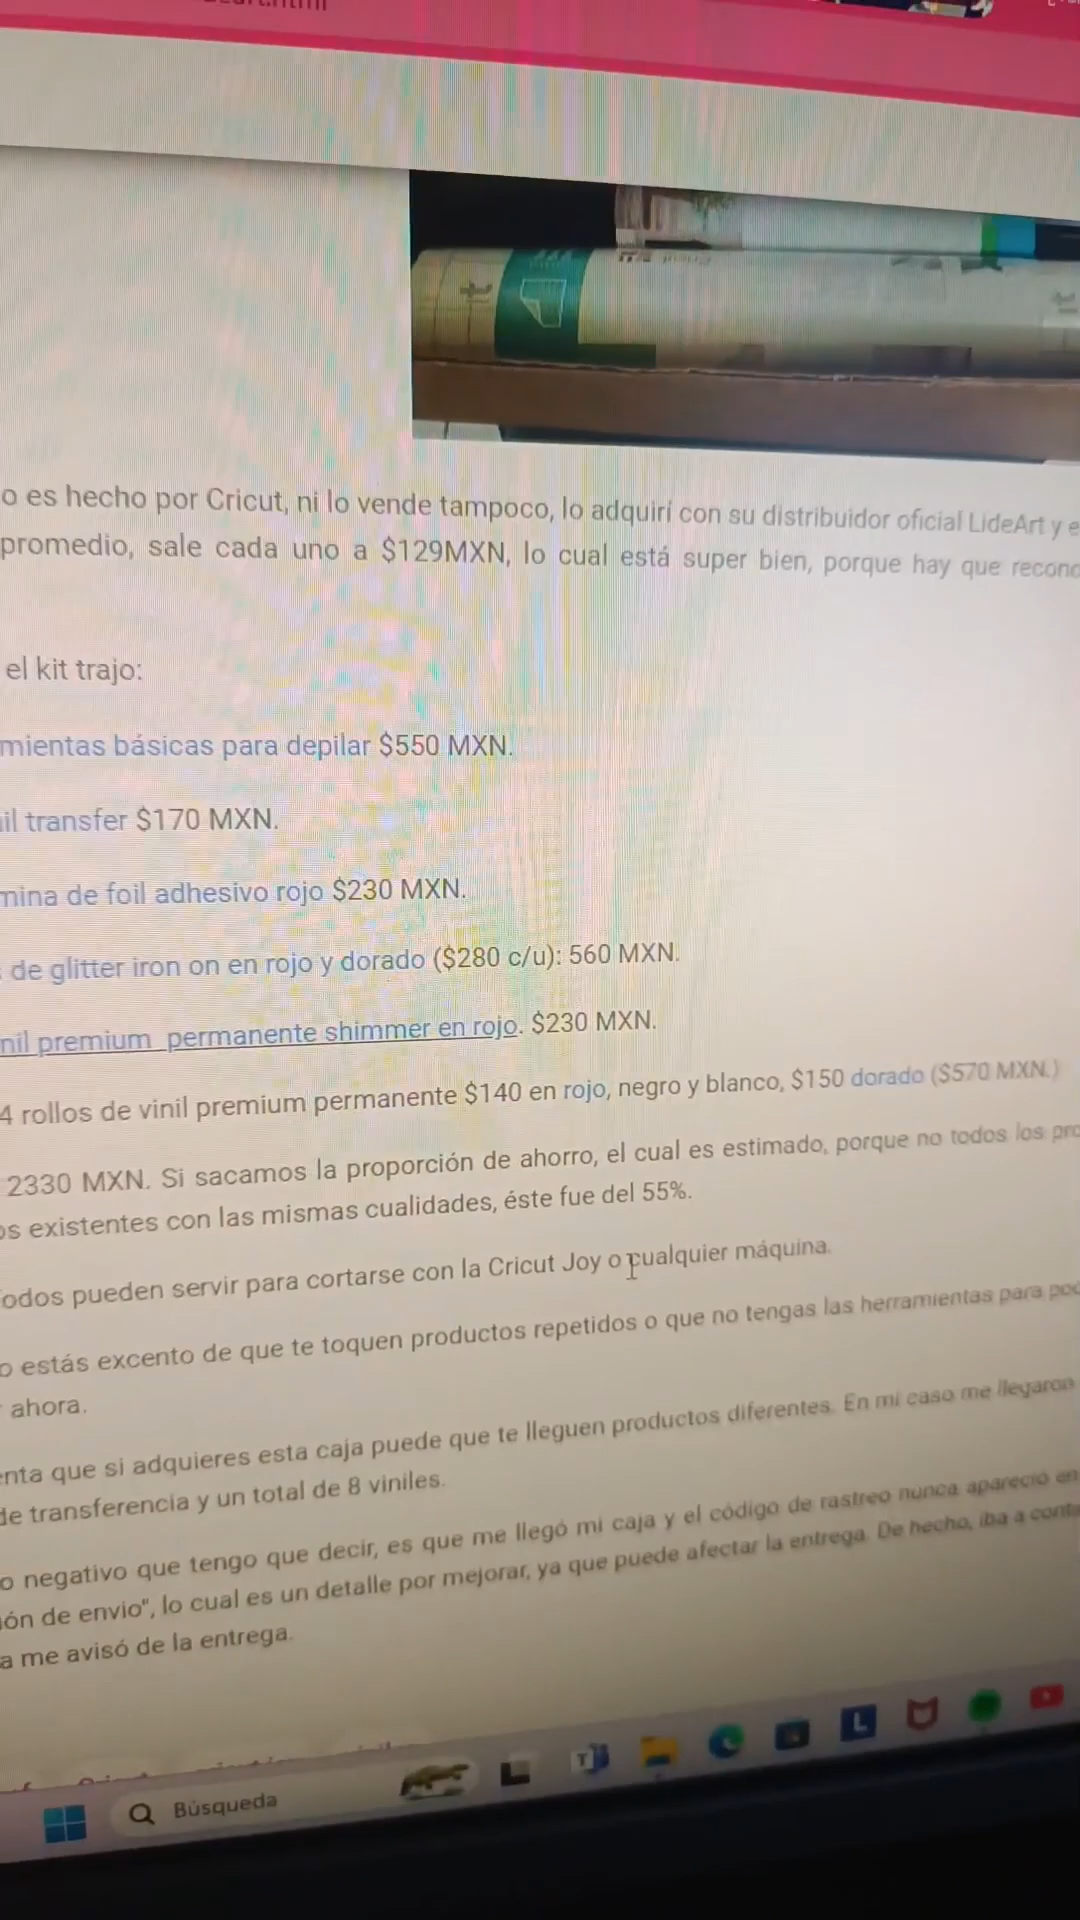 o es hecho por Cricut, ni lo vende tampoco, lo adquirí con su distribuidor oficial LideArt y e
promedio, sale cada uno a $129MXN, lo cual está super bien, porque hay que recono
el kit trajo:
mientas básicas para depilar $550 MXN.
il transfer $170 MXN.
mina de foil adhesivo rojo $230 MXN.
de glitter iron on en rojo y dorado ($280 c/u): 560 MXN.
nil premium permanente shimmer en rojo. $230 MXN.
4 rollos de vinil premium permanente $140 en rojo, negro y blanco, $150 dorado ($570 MXN.)
2330 MXN. Si sacamos la proporción de ahorro, el cual es estimado, porque no todos los pro
os existentes con las mismas cualidades, éste fue del 55%.
odos pueden servir para cortarse con la Cricut Joy o cualquier máquina.
o estás excento de que te toquen productos repetidos o que no tengas las herramientas para pod
ahora.
enta que si adquieres esta caja puede que te lleguen productos diferentes. En mi caso me llegaron
de transferencia y un total de 8 viniles.
o negativo que tengo que decir, es que me llegó mi caja y el código de rastreo nunca apareció en
ión de envio", lo cual es un detalle por mejorar, ya que puede afectar la entrega. De hecho, iba a conta
a me avisó de la entrega.
Búsqueda